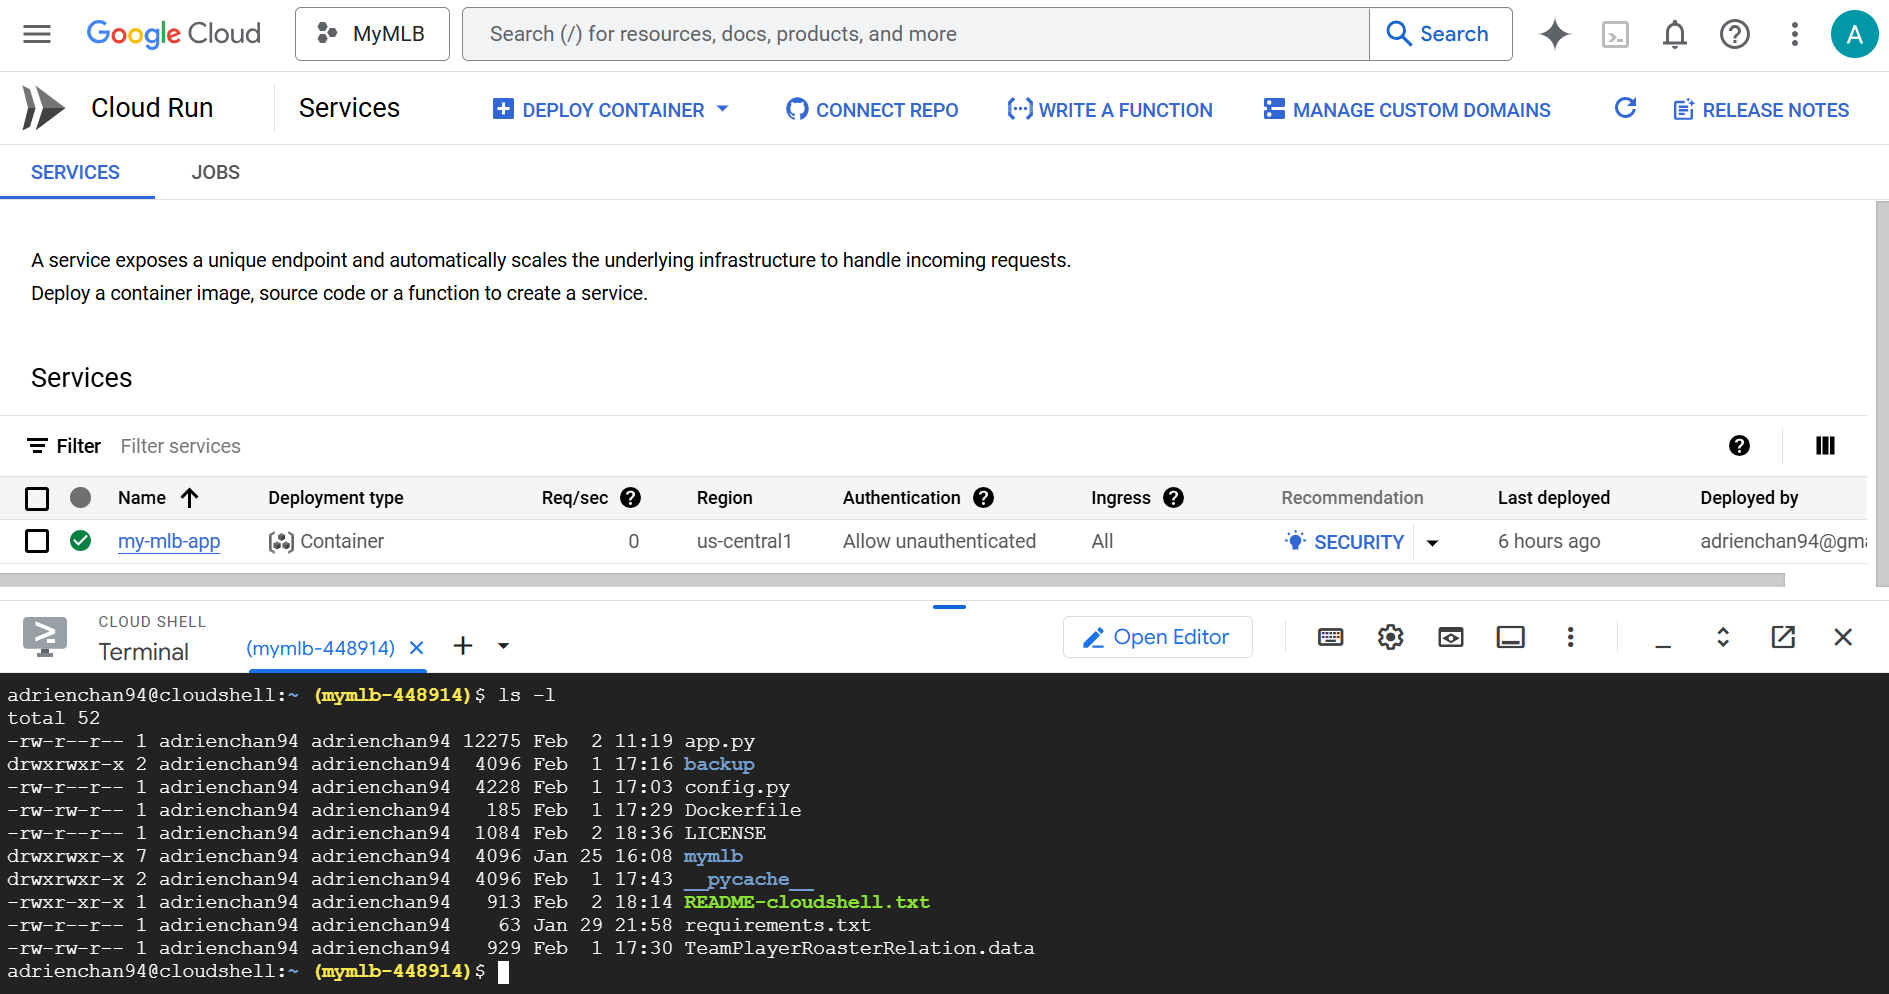 Google Cloud MyMLB Search (/) for resources, docs, products, and more Search A
Cloud Run Services DEPLOY CONTAINER CONNECT REPO WRITE A FUNCTION MANAGE CUSTOM DOMAINS RELEASE NOTES
SERVICES JOBS
A service exposes a unique endpoint and automatically scales the underlying infrastructure to handle incoming requests.
Deploy a container image, source code or a function to create a service.
Services
Filter Filter services
Name Deployment type Req/sec Region Authentication Ingress Recommendation Last deployed Deployed by
my-mlb-app Container 0 us-central1 Allow unauthenticated All SECURITY 6 hours ago adrienchan94@gma
CLOUD SHELL
Terminal (mymlb-448914) Open Editor
adrienchan94@cloudshell:~ (mymlb-448914)$ ls -l
total 52
-rw-r--r-- 1 adrienchan94 adrienchan94 12275 Feb  2 11:19 app.py
drwxrwxr-x 2 adrienchan94 adrienchan94  4096 Feb  1 17:16 backup
-rw-r--r-- 1 adrienchan94 adrienchan94  4228 Feb  1 17:03 config.py
-rw-rw-r-- 1 adrienchan94 adrienchan94   185 Feb  1 17:29 Dockerfile
-rw-r--r-- 1 adrienchan94 adrienchan94  1084 Feb  2 18:36 LICENSE
drwxrwxr-x 7 adrienchan94 adrienchan94  4096 Jan 25 16:08 mymlb
drwxrwxr-x 2 adrienchan94 adrienchan94  4096 Feb  1 17:43 __pycache__
-rwxr-xr-x 1 adrienchan94 adrienchan94   913 Feb  2 18:14 README-cloudshell.txt
-rw-r--r-- 1 adrienchan94 adrienchan94    63 Jan 29 21:58 requirements.txt
-rw-rw-r-- 1 adrienchan94 adrienchan94   929 Feb  1 17:30 TeamPlayerRoasterRelation.data
adrienchan94@cloudshell:~ (mymlb-448914)$